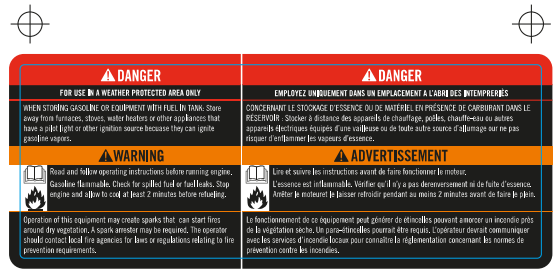 DANGER
FOR USE IN A WEATHER PROTECTED AREA ONLY
WHEN STORING GASOLINE OR EQUIPMENT WITH FUEL IN TANK: Store
away from furnaces, stoves, water heaters or other appliances that
have a pilot light or other ignition source becuase they can ignite
gasoline vapors.
WARNING
Read and follow operating instructions before running engine.
Gasoline flammable. Check for spilled fuel or fuel leaks. Stop
engine and allow to cool at least 2 minutes before refueling.
Operation of this equipment may create sparks that can start fires
around dry vegetation. A spark arrester may be required. The operator
should contact local fire agencies for laws or regulations relating to fire
prevention requirements.
DANGER
EMPLOYEZ UNIQUEMENT DANS UN EMPLACEMENT A L'ABRI DES INTEMPRERIÉS
CONCERNANT LE STOCKAGE D'ESSENCE OU DE MATÉRIEL EN PRÉSENCE DE CARBURANT DANS LE
RÉSERVOIR : Stocker à distance des appareils de chauffage, poêles, chauffe-eau ou autres
appareils électriques équipés d'une vailleuse ou de toute autre source d'allumage our ne pas
risquer d'enflammer les vapeurs d'essence.
ADVERTISSEMENT
Lire et suivre les instructions avant de faire fonctionner le moteur.
L'essence est inflammable. Vérifier qu'il n'y a pas derenversement ni de fuite d'essence.
Arrêter le moteuret le laisser refroidir pendant au moins 2 minutes avant de faire le plein.
Le fonctionnement de ce équipement peut générer de étincelles pouvant amorcer un incendie près
de la végétation sèche. Un para-étincelles pourrait être requis. L'opérateur devrait communiquer
avec les services d'incendie locaux pour connaître la réglementation concernant les normes de
prévention contre les incendies.